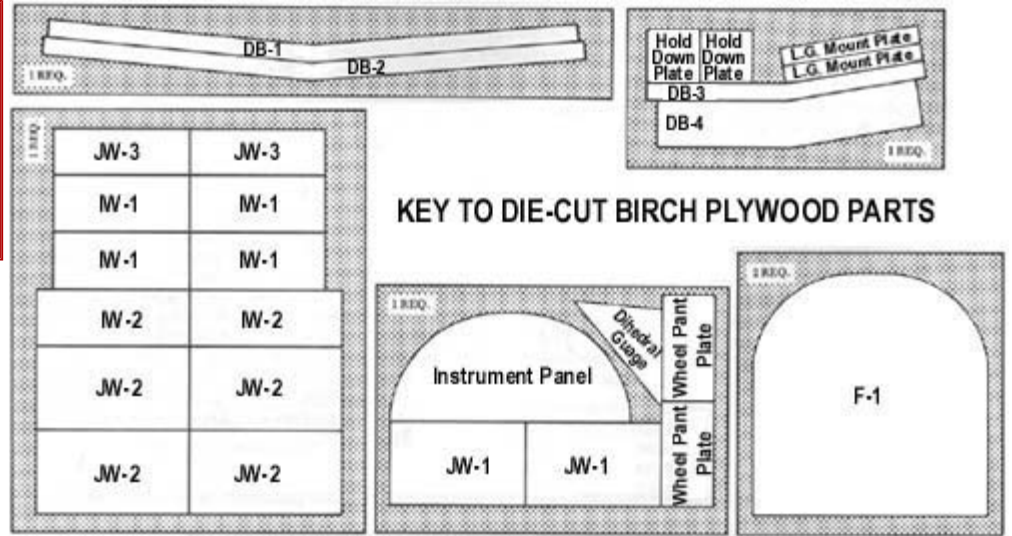 DB-1
DB-2
1 REQ.
Hold
Down
Plate
Hold
Down
Plate
L.G. Mount Plate
L.G. Mount Plate
DB-3
DB-4
1 REQ.
1 REQ.
JW-3 JW-3
IW-1 IW-1
IW-1 IW-1
IW-2 IW-2
JW-2 JW-2
JW-2 JW-2
KEY TO DIE-CUT BIRCH PLYWOOD PARTS
1 REQ.
Instrument Panel
Dihedral
Guage
Wheel Pant
Plate
Wheel Pant
Plate
JW-1 JW-1
2 REQ.
F-1